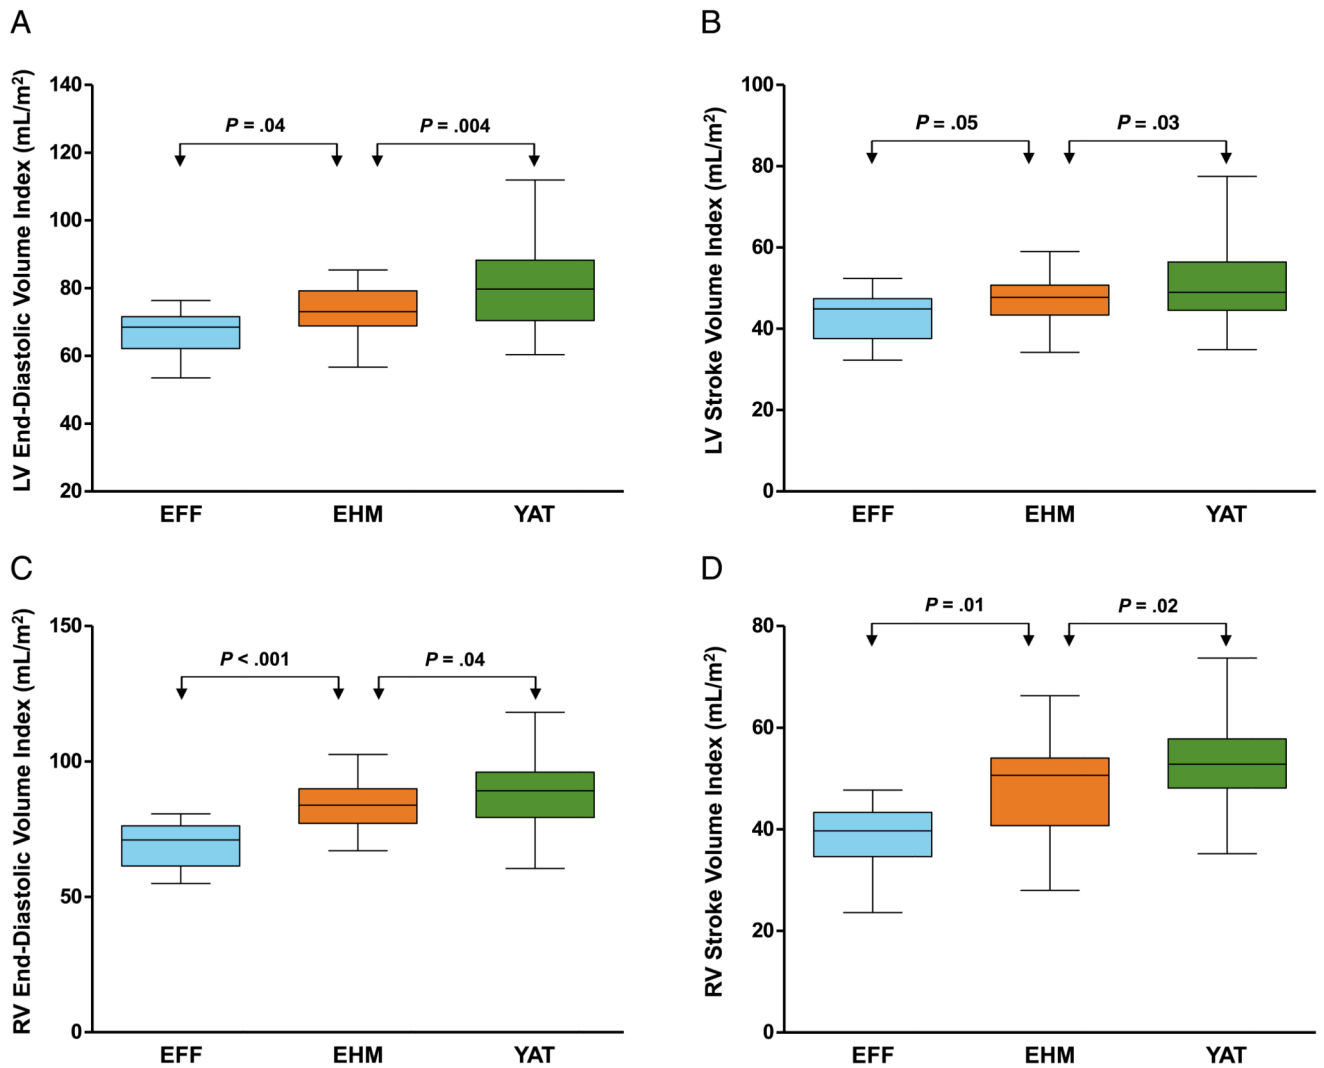 A
LV End-Diastolic Volume Index (mL/m²)
140
120
100
80
60
40
20
P = .04
P = .004
EFF
EHM
YAT
B
LV Stroke Volume Index (mL/m²)
100
80
60
40
20
0
P = .05
P = .03
EFF
EHM
YAT
C
RV End-Diastolic Volume Index (mL/m²)
150
100
50
0
P < .001
P = .04
EFF
EHM
YAT
D
RV Stroke Volume Index (mL/m²)
80
60
40
20
0
P = .01
P = .02
EFF
EHM
YAT